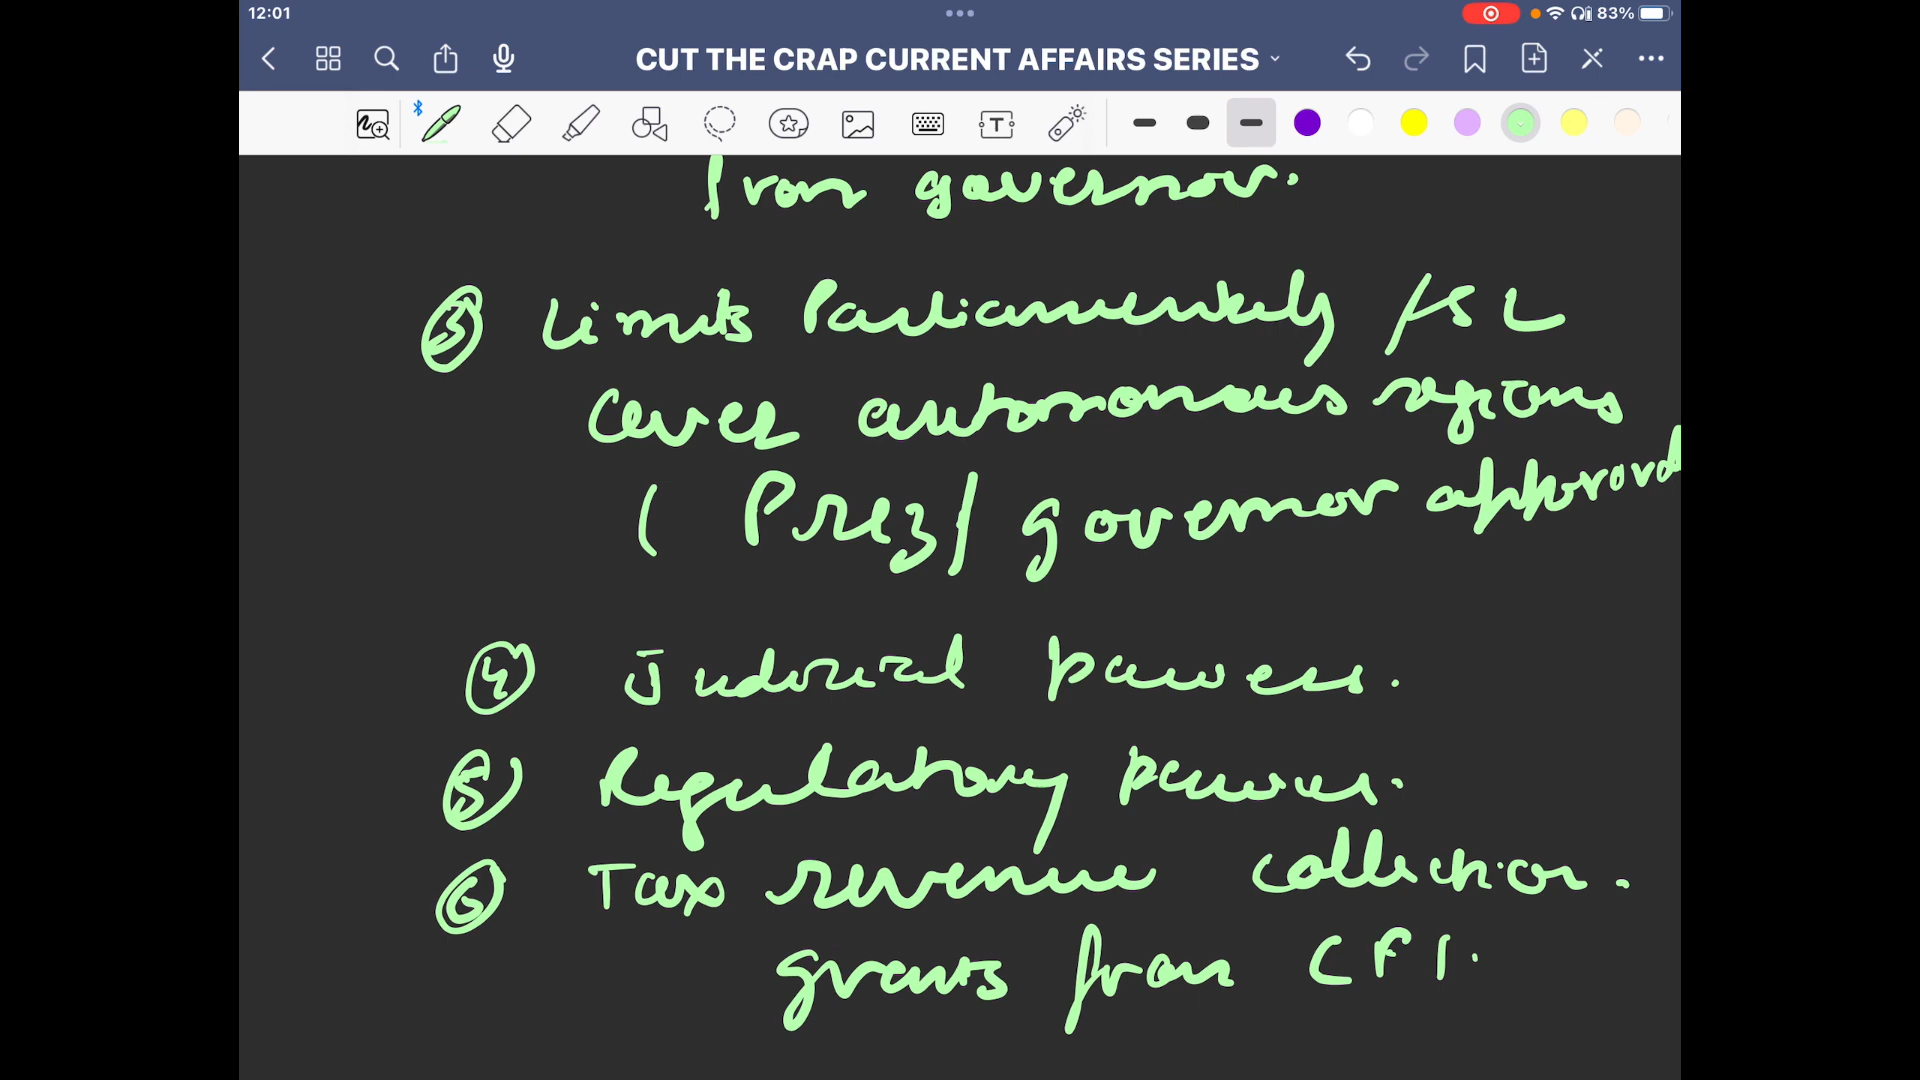 12:01
83%
CUT THE CRAP CURRENT AFFAIRS SERIES
from governor.
③ Limits Parliamentary / SL
laws autonomous regions
( Prez / governor approval
④ Judicial powers.
⑤ Regulatory powers.
⑥ Tax revenue collection.
grants from CFI.